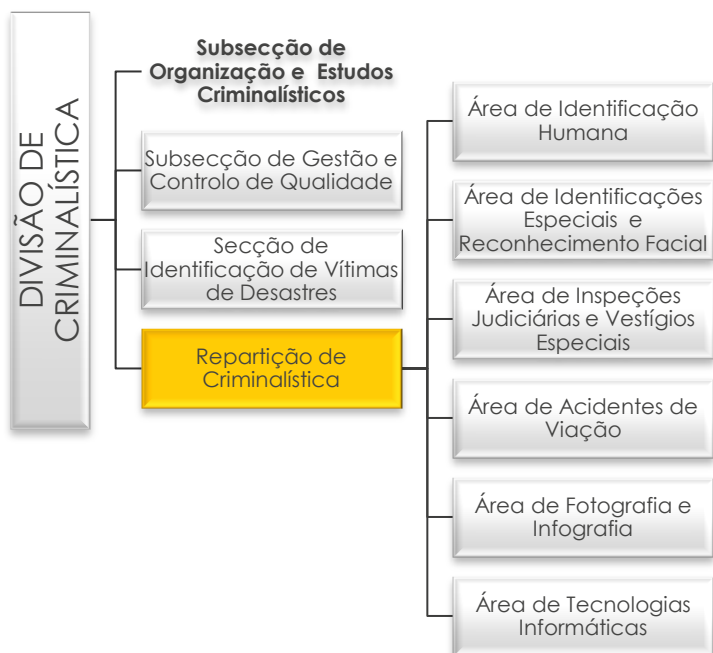 DIVISÃO DE
CRIMINALÍSTICA
Subsecção de
Organização e Estudos
Criminalísticos
Subsecção de Gestão e
Controlo de Qualidade
Secção de
Identificação de Vítimas
de Desastres
Repartição de
Criminalística
Área de Identificação
Humana
Área de Identificações
Especiais e
Reconhecimento Facial
Área de Inspeções
Judiciárias e Vestígios
Especiais
Área de Acidentes de
Viação
Área de Fotografia e
Infografia
Área de Tecnologias
Informáticas